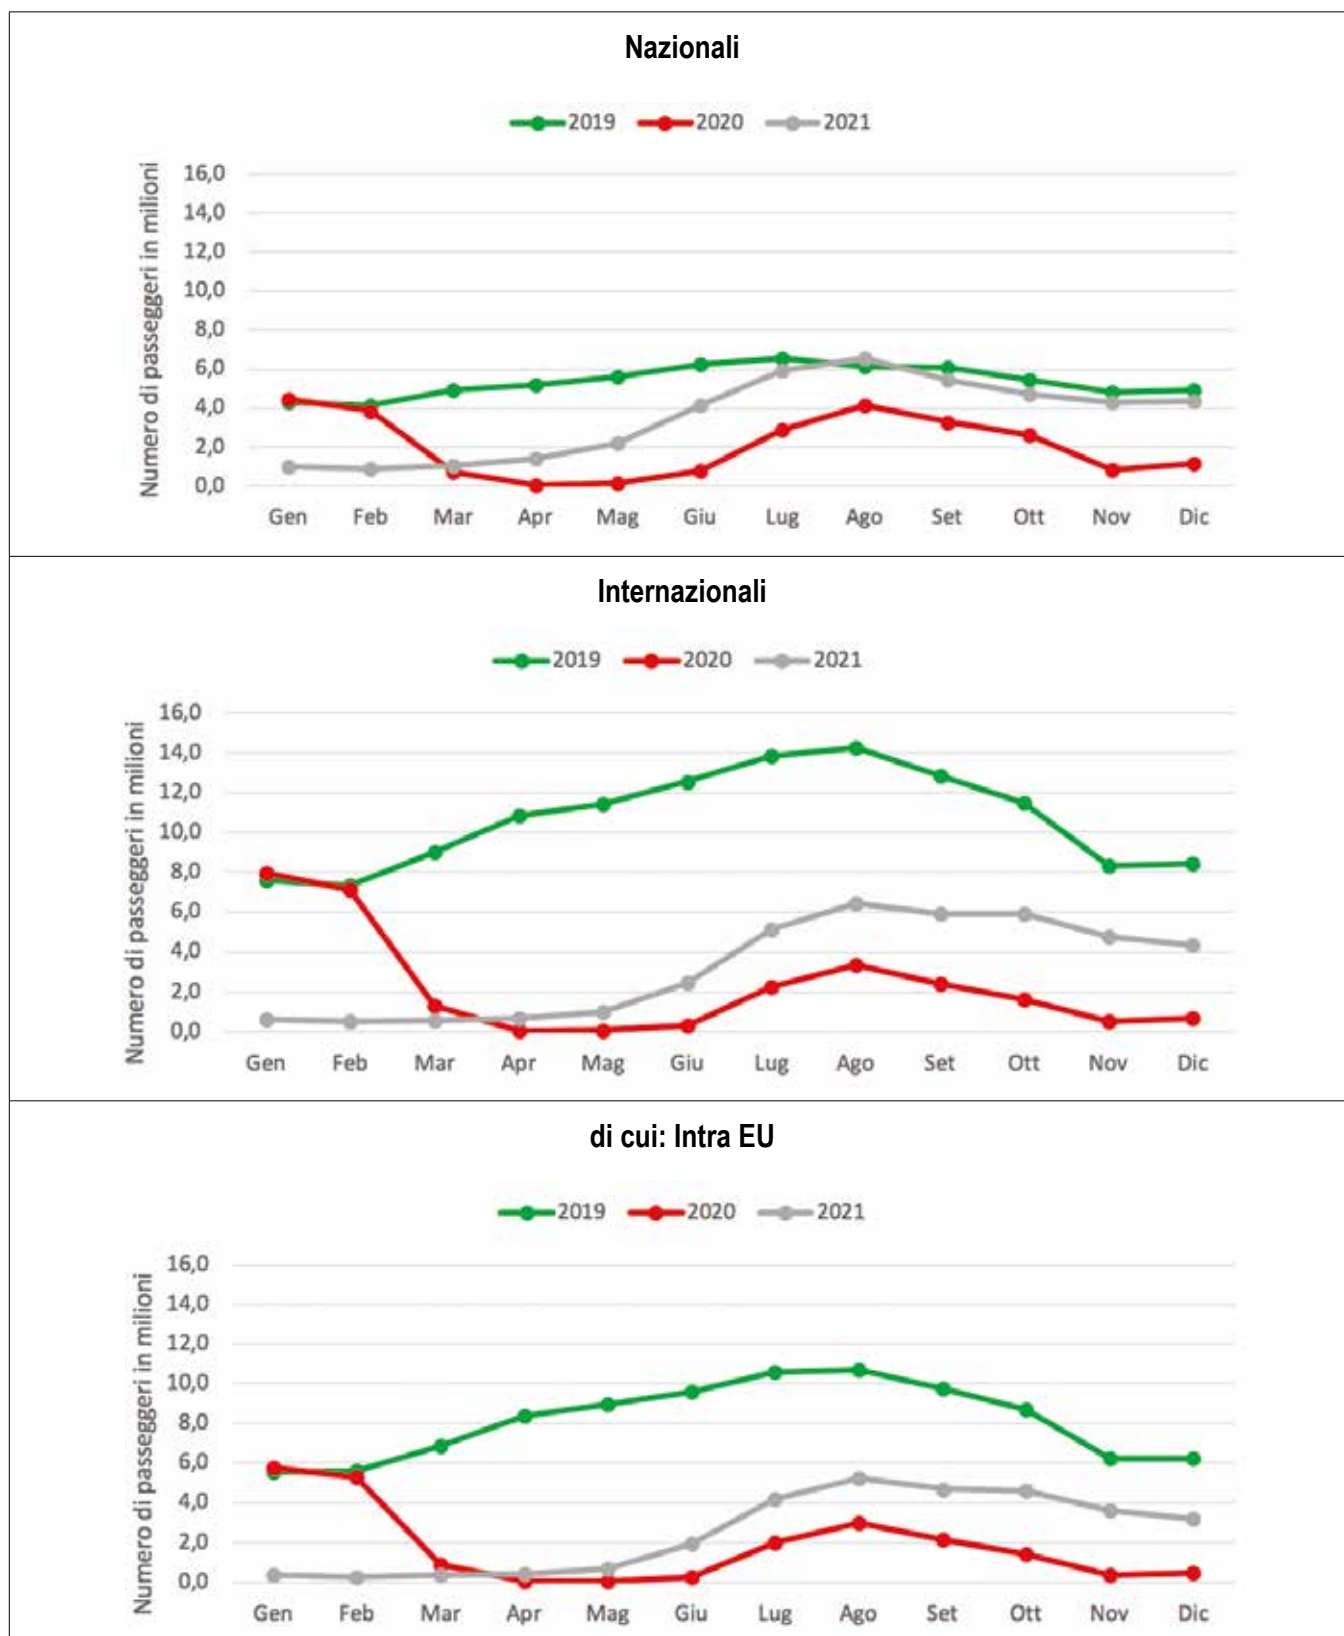 Nazionali
2019 2020 2021
Numero di passeggeri in milioni
16,0
14,0
12,0
10,0
8,0
6,0
4,0
2,0
0,0
Gen Feb Mar Apr Mag Giu Lug Ago Set Ott Nov Dic
Internazionali
2019 2020 2021
Numero di passeggeri in milioni
16,0
14,0
12,0
10,0
8,0
6,0
4,0
2,0
0,0
Gen Feb Mar Apr Mag Giu Lug Ago Set Ott Nov Dic
di cui: Intra EU
2019 2020 2021
Numero di passeggeri in milioni
16,0
14,0
12,0
10,0
8,0
6,0
4,0
2,0
0,0
Gen Feb Mar Apr Mag Giu Lug Ago Set Ott Nov Dic